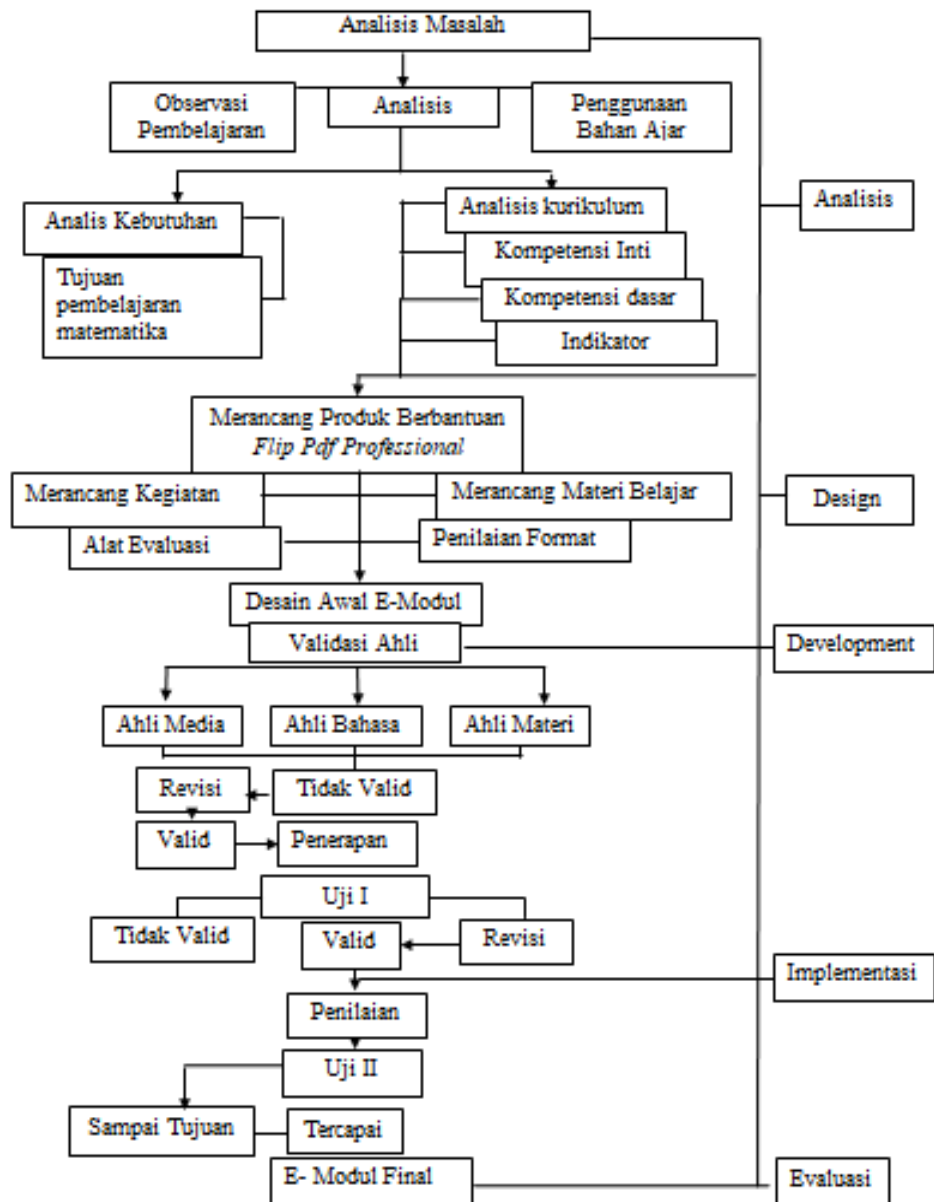 Analisis Masalah
Observasi
Pembelajaran
Analisis
Penggunaan
Bahan Ajar
Analis Kebutuhan
Analisis kurikulum
Analisis
Tujuan
pembelajaran
matematika
Kompetensi Inti
Kompetensi dasar
Indikator
Merancang Produk Berbantuan
Flip Pdf Professional
Merancang Kegiatan
Merancang Materi Belajar
Design
Alat Evaluasi
Penilaian Format
Desain Awal E-Modul
Validasi Ahli
Development
Ahli Media
Ahli Bahasa
Ahli Materi
Revisi
Tidak Valid
Valid
Penerapan
Uji I
Tidak Valid
Valid
Revisi
Implementasi
Penilaian
Uji II
Sampai Tujuan
Tercapai
E- Modul Final
Evaluasi